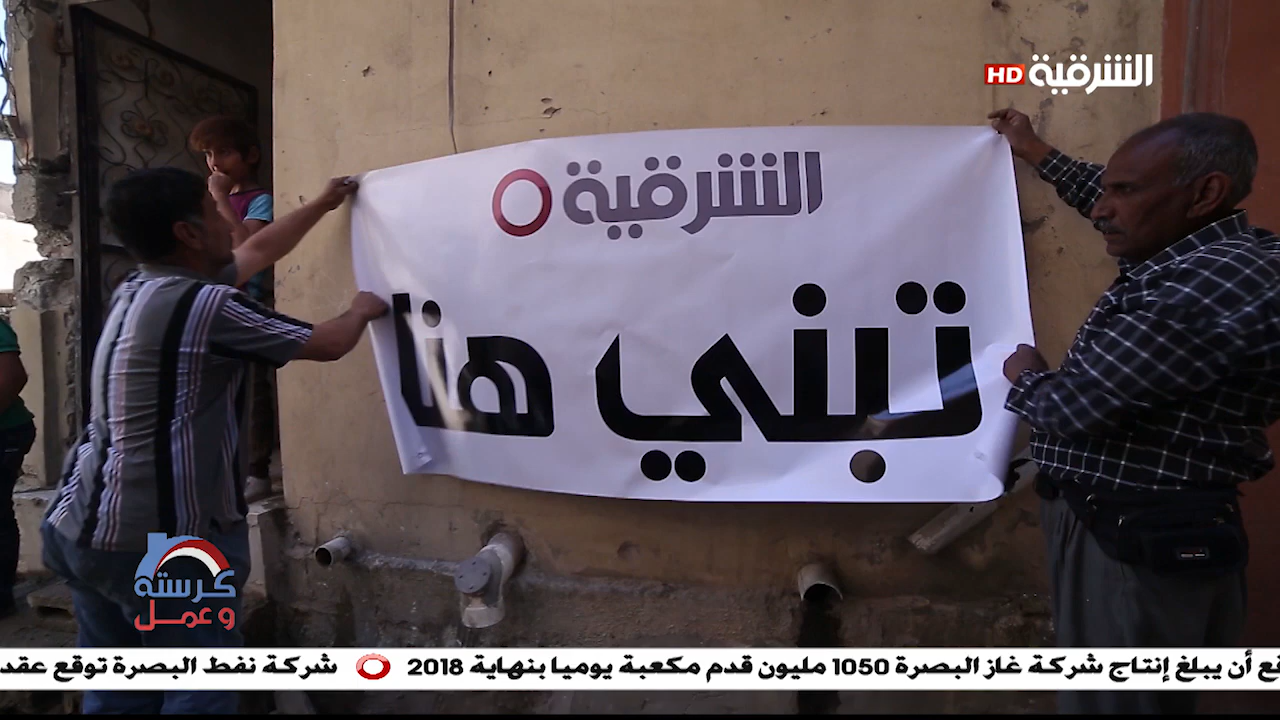 الشرقية HD
الشرقية
تبني هنا
كرسته
وعمل
أن يبلغ إنتاج شركة غاز البصرة 1050 مليون قدم مكعبة يوميا بنهاية 2018 شركة نفط البصرة توقع عقد